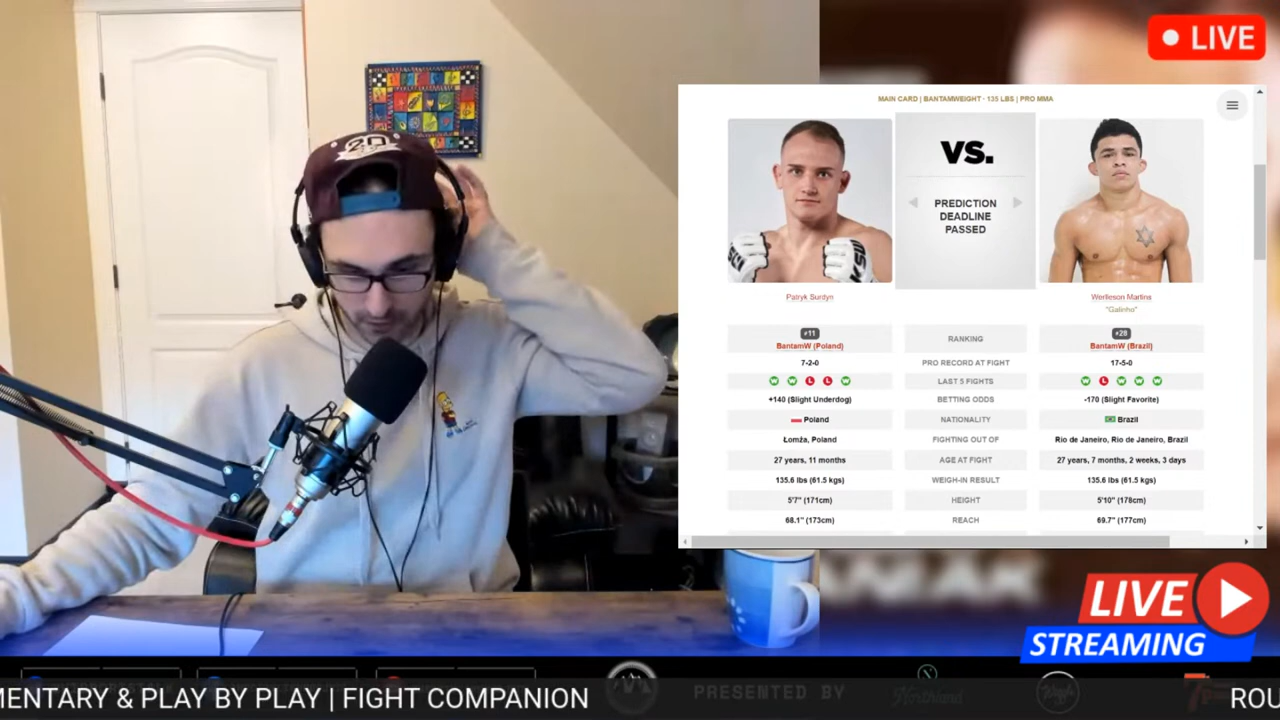 LIVE
MAIN CARD | BANTAMWEIGHT · 135 LBS | PRO MMA
20
VS.
PREDICTION
DEADLINE
PASSED
KSW
Patryk Surdyn
Werlleson Martins
"Galinho"
#11
BantamW (Poland)
RANKING
#28
BantamW (Brazil)
7-2-0
PRO RECORD AT FIGHT
17-5-0
W W L L W
LAST 5 FIGHTS
W L W W W
+140 (Slight Underdog)
BETTING ODDS
-170 (Slight Favorite)
Poland
NATIONALITY
Brazil
Łomża, Poland
FIGHTING OUT OF
Rio de Janeiro, Rio de Janeiro, Brazil
27 years, 11 months
AGE AT FIGHT
27 years, 7 months, 2 weeks, 3 days
135.6 lbs (61.5 kgs)
WEIGH-IN RESULT
135.6 lbs (61.5 kgs)
5'7" (171cm)
HEIGHT
5'10" (178cm)
68.1" (173cm)
REACH
69.7" (177cm)
LIVE
STREAMING
PRESENTED BY
Northland
MENTARY & PLAY BY PLAY | FIGHT COMPANION
ROU